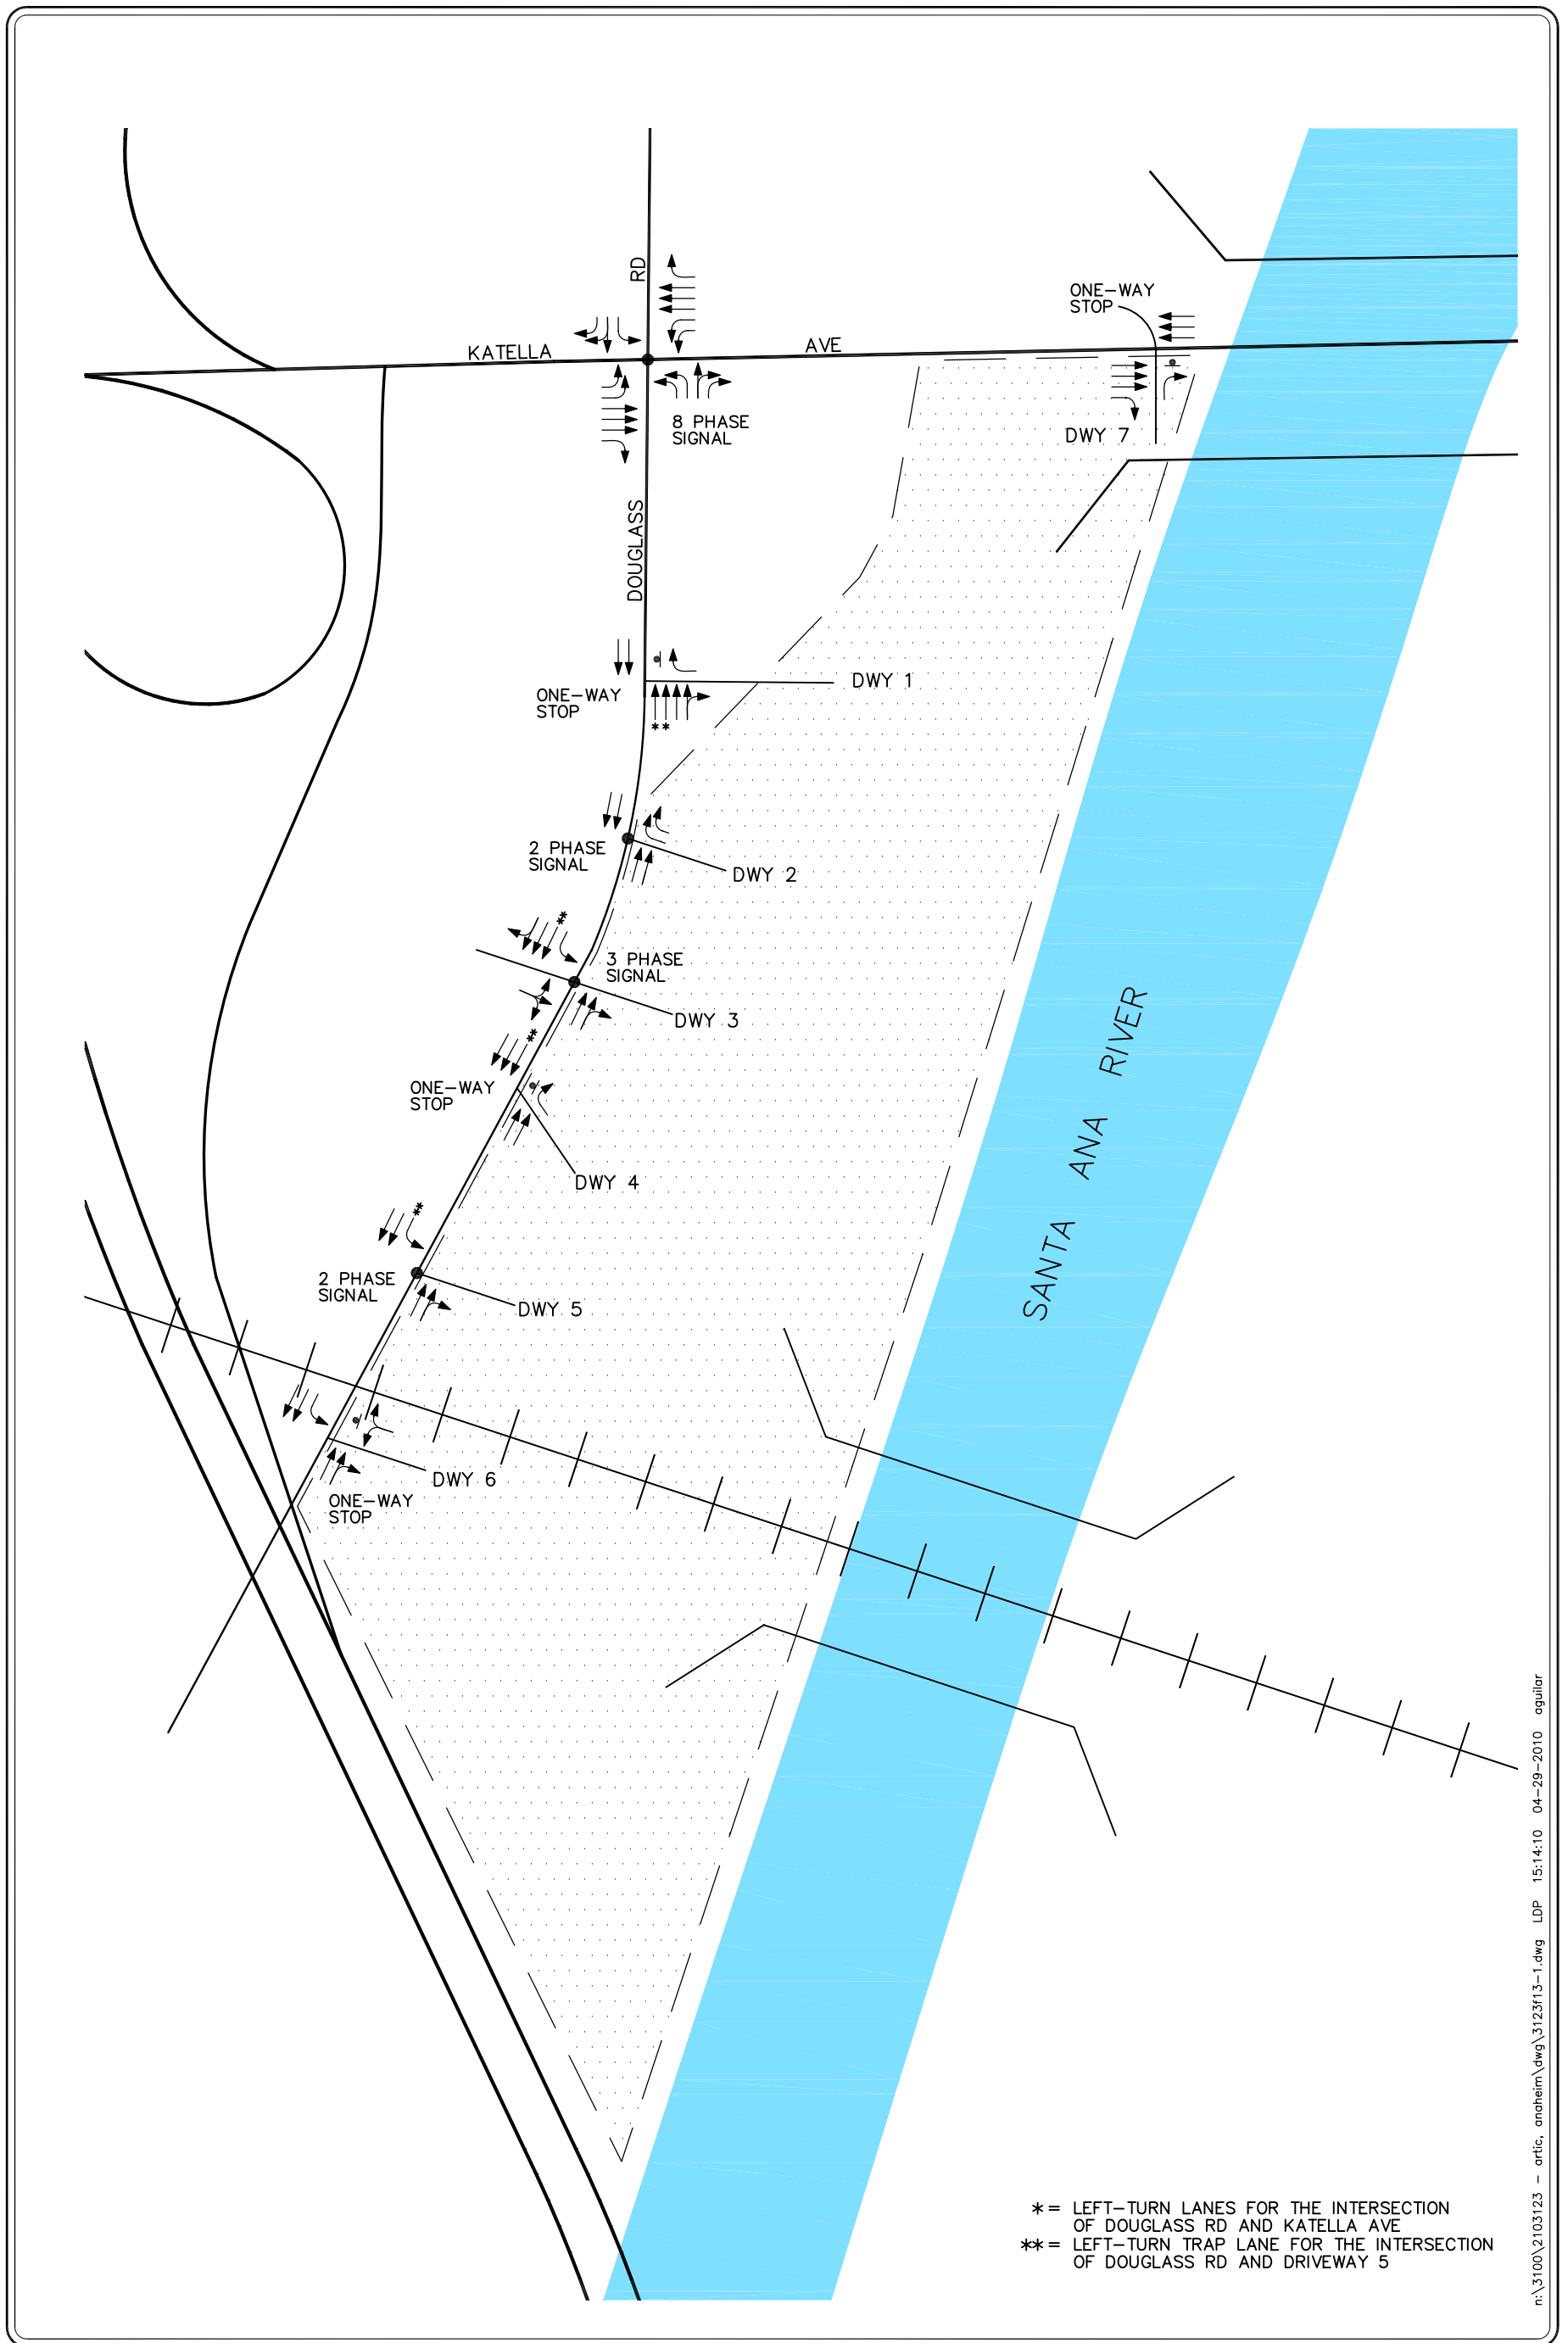 RD
ONE-WAY
STOP
KATELLA
AVE
8 PHASE
SIGNAL
DWY 7
DOUGLASS
DWY 1
ONE-WAY
STOP
**
2 PHASE
SIGNAL
DWY 2
**
3 PHASE
SIGNAL
DWY 3
**
ONE-WAY
STOP
DWY 4
SANTA ANA RIVER
**
2 PHASE
SIGNAL
DWY 5
DWY 6
ONE-WAY
STOP
*= LEFT-TURN LANES FOR THE INTERSECTION
OF DOUGLASS RD AND KATELLA AVE
**= LEFT-TURN TRAP LANE FOR THE INTERSECTION
OF DOUGLASS RD AND DRIVEWAY 5
n:\3100\2103123 - artic, anaheim\dwg\3123f13-1.dwg LDP 15:14:10 04-29-2010 aguilar